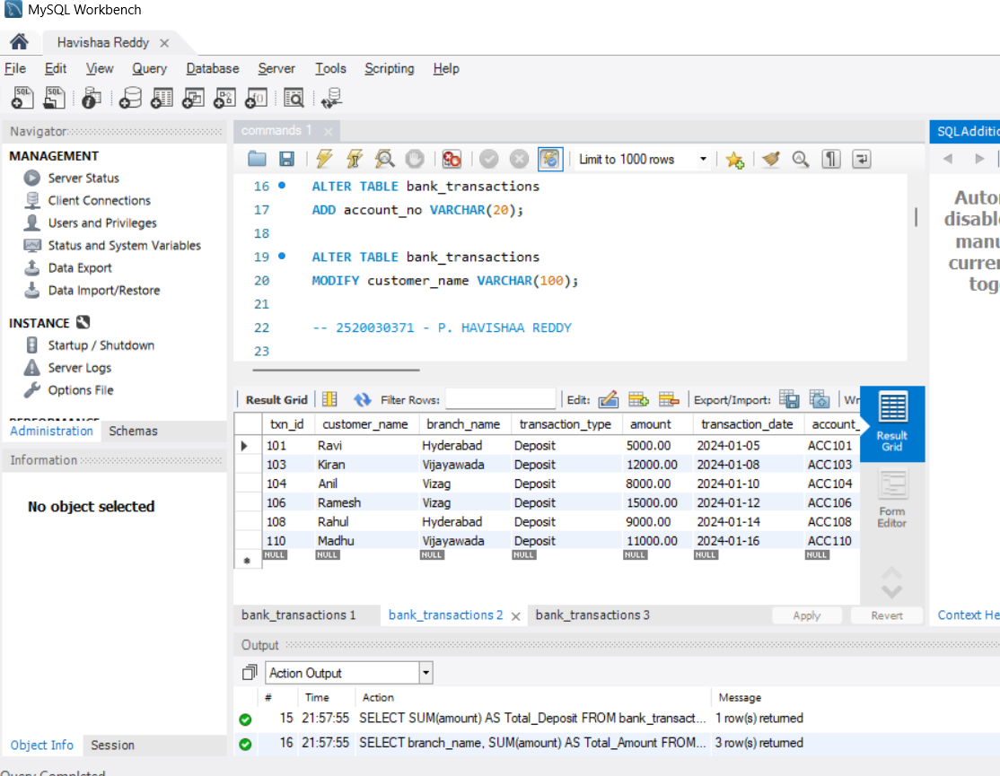 MySQL Workbench
Havishaa Reddy
File Edit View Query Database Server Tools Scripting Help
Navigator
MANAGEMENT
Server Status
Client Connections
Users and Privileges
Status and System Variables
Data Export
Data Import/Restore
INSTANCE
Startup / Shutdown
Server Logs
Options File
PERFORMANCE
Administration Schemas
Information
No object selected
Object Info Session
Query Completed
commands 1
Limit to 1000 rows
16 ALTER TABLE bank_transactions
17 ADD account_no VARCHAR(20);
18
19 ALTER TABLE bank_transactions
20 MODIFY customer_name VARCHAR(100);
21
22 -- 2520030371 - P. HAVISHAA REDDY
23
Result Grid Filter Rows: Edit: Export/Import: Wr
txn_id customer_name branch_name transaction_type amount transaction_date account_
101 Ravi Hyderabad Deposit 5000.00 2024-01-05 ACC101
103 Kiran Vijayawada Deposit 12000.00 2024-01-08 ACC103
104 Anil Vizag Deposit 8000.00 2024-01-10 ACC104
106 Ramesh Vizag Deposit 15000.00 2024-01-12 ACC106
108 Rahul Hyderabad Deposit 9000.00 2024-01-14 ACC108
110 Madhu Vijayawada Deposit 11000.00 2024-01-16 ACC110
NULL NULL NULL NULL NULL NULL NULL
Result
Grid
Form
Editor
bank_transactions 1 bank_transactions 2 bank_transactions 3 Apply Revert
Output
Action Output
# Time Action Message
15 21:57:55 SELECT SUM(amount) AS Total_Deposit FROM bank_transact... 1 row(s) returned
16 21:57:55 SELECT branch_name, SUM(amount) AS Total_Amount FROM... 3 row(s) returned
SQLAdditio
Autor
disable
manu
currer
tog
Context He